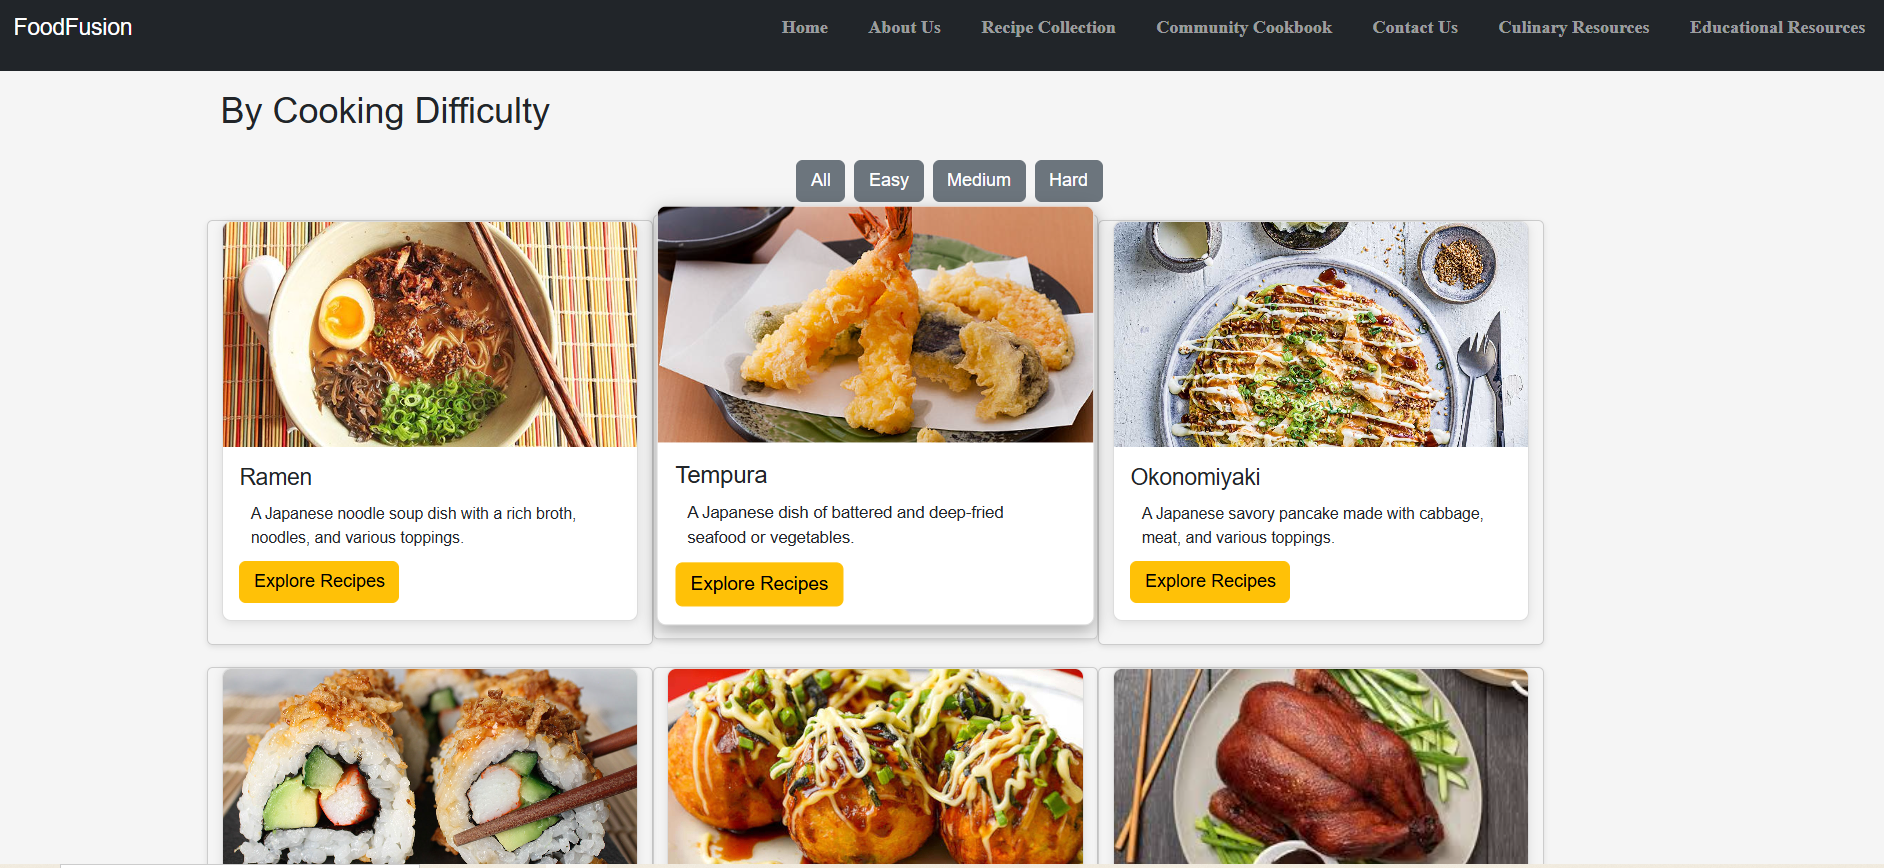 FoodFusion
Home About Us Recipe Collection Community Cookbook Contact Us Culinary Resources Educational Resources
By Cooking Difficulty
All Easy Medium Hard
Ramen
A Japanese noodle soup dish with a rich broth,
noodles, and various toppings.
Explore Recipes
Tempura
A Japanese dish of battered and deep-fried
seafood or vegetables.
Explore Recipes
Okonomiyaki
A Japanese savory pancake made with cabbage,
meat, and various toppings.
Explore Recipes